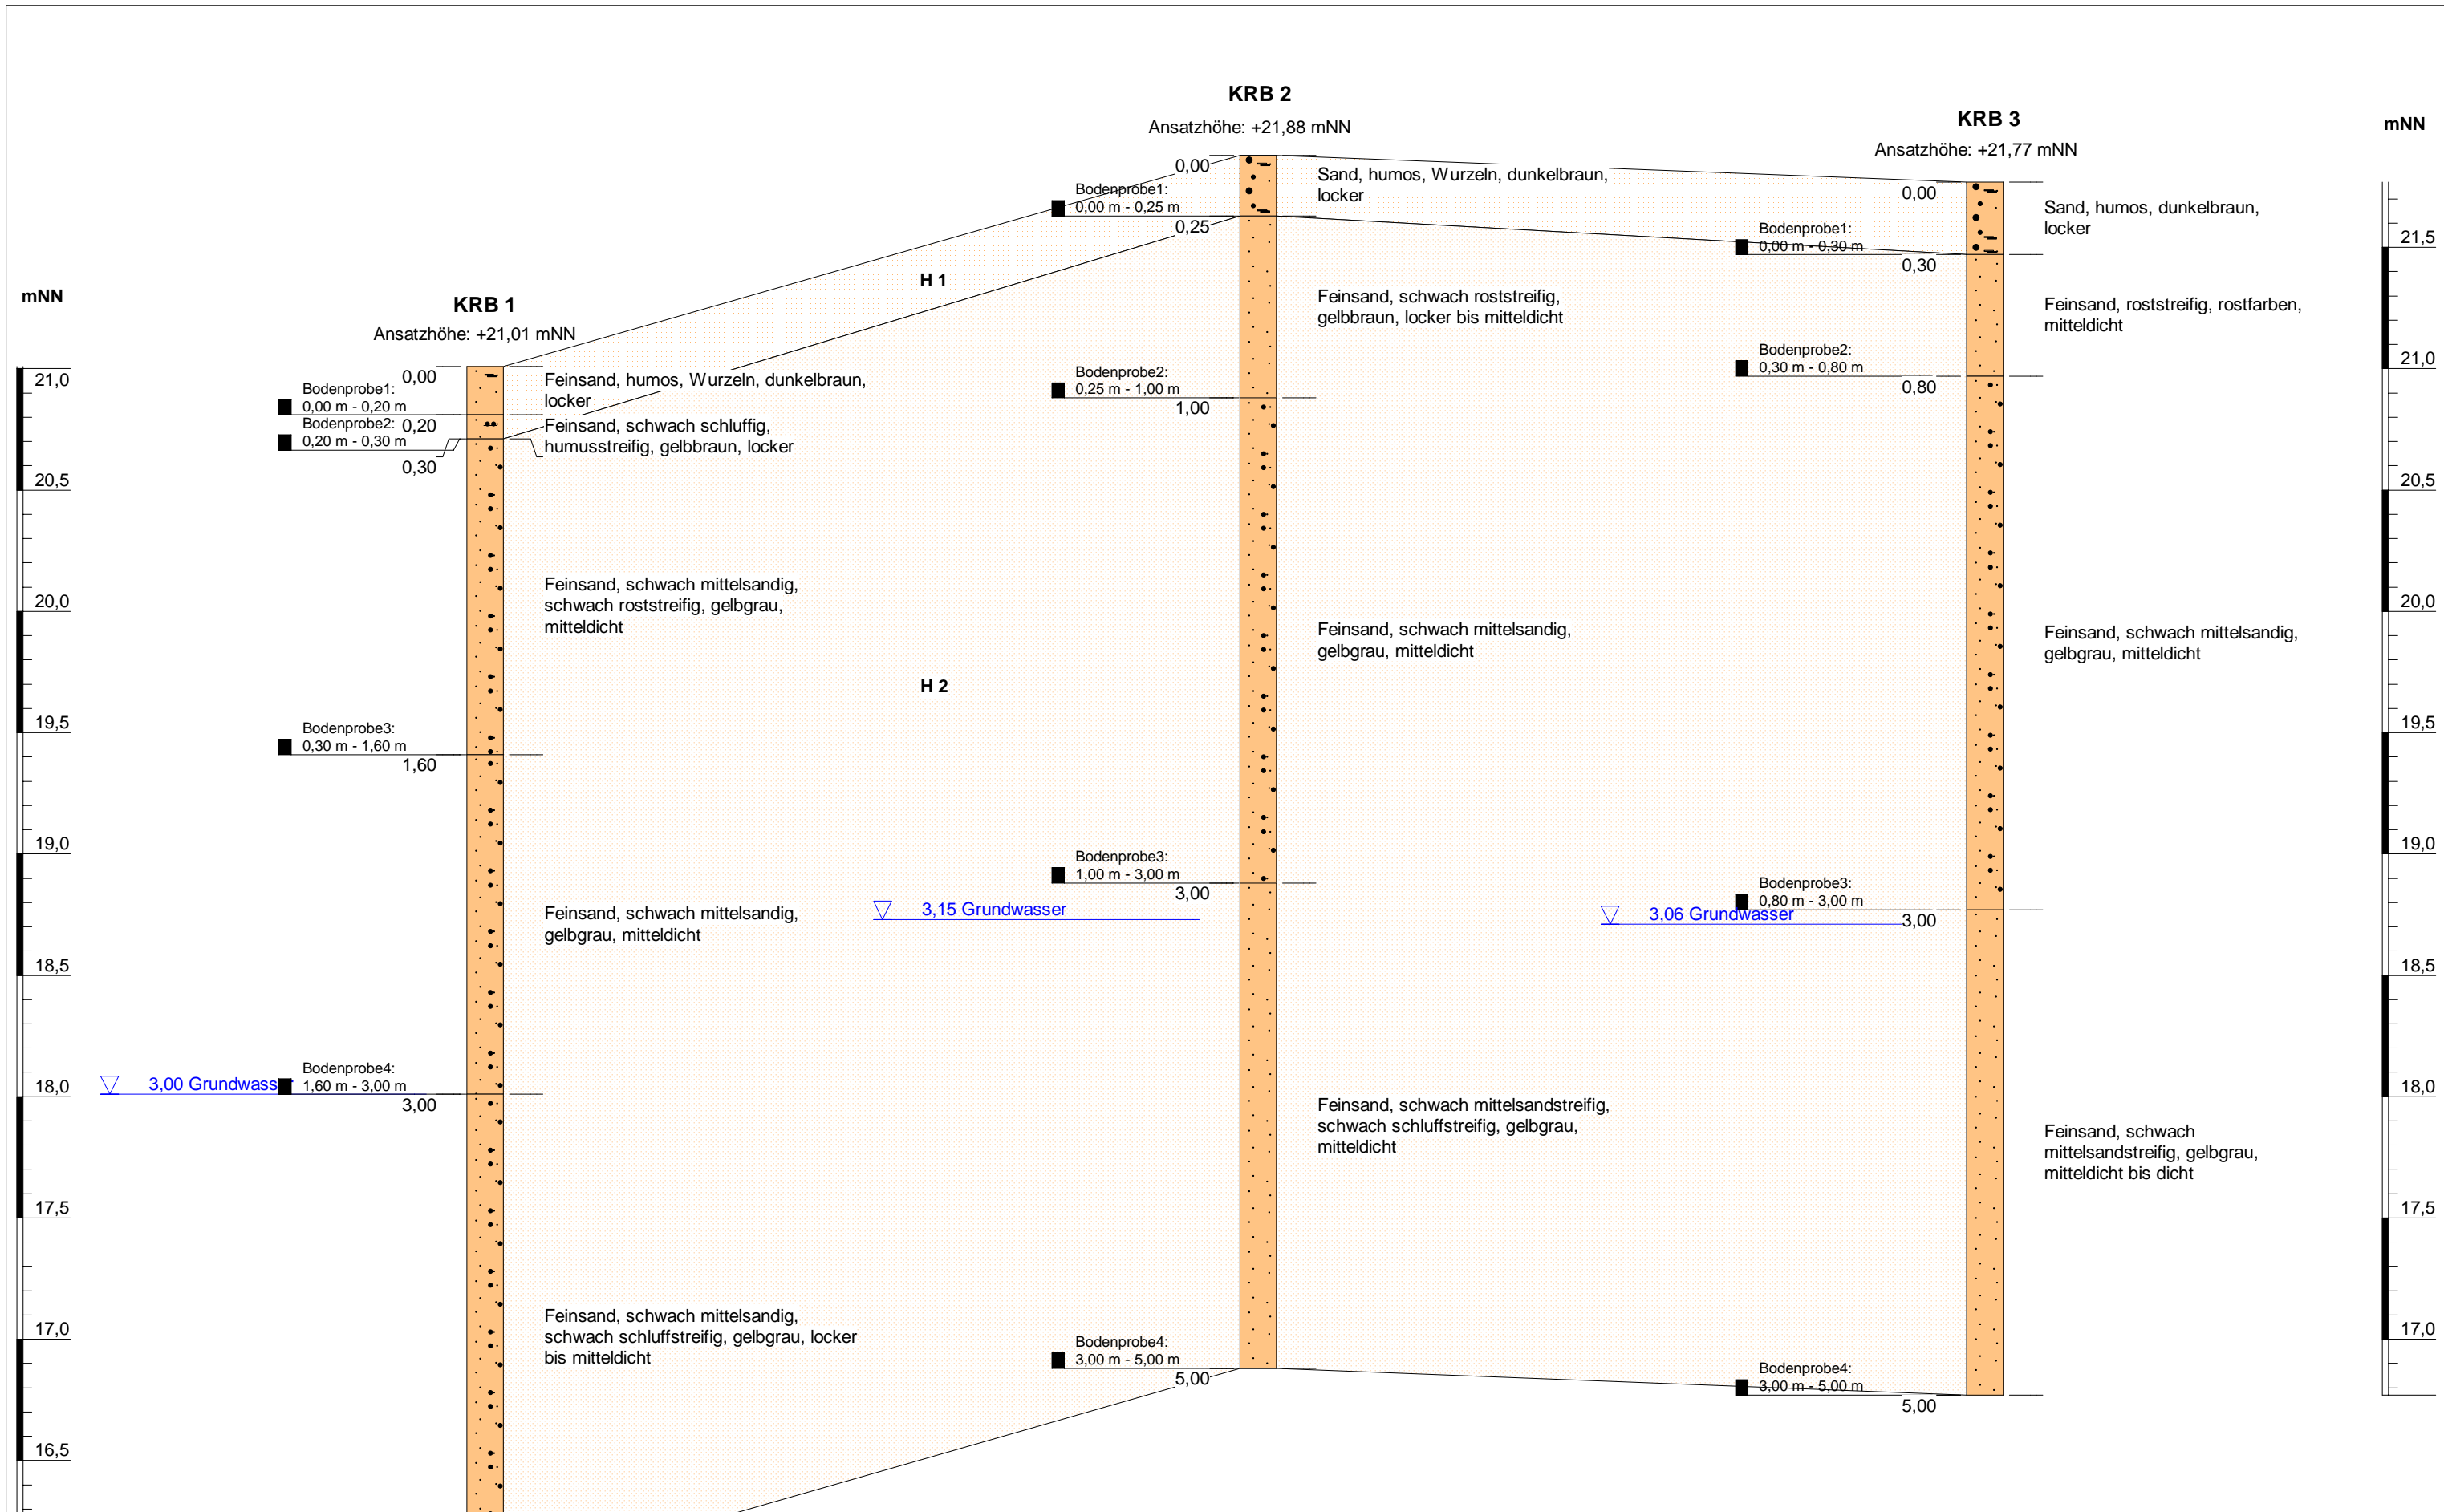 KRB 2
Ansatzhöhe: +21,88 mNN
KRB 3
Ansatzhöhe: +21,77 mNN
mNN
mNN
KRB 1
Ansatzhöhe: +21,01 mNN
21,0
20,5
20,0
19,5
19,0
18,5
18,0
17,5
17,0
16,5
0,00
Bodenprobe1:
0,00 m - 0,20 m
0,20
Bodenprobe2:
0,20 m - 0,30 m
0,30
Bodenprobe3:
0,30 m - 1,60 m
1,60
Bodenprobe4:
1,60 m - 3,00 m
3,00 Grundwass
3,00
Feinsand, humos, Wurzeln, dunkelbraun,
locker
Feinsand, schwach schluffig,
humusstreifig, gelbbraun, locker
Feinsand, schwach mittelsandig,
schwach roststreifig, gelbgrau,
mitteldicht
Feinsand, schwach mittelsandig,
gelbgrau, mitteldicht
Feinsand, schwach mittelsandig,
schwach schluffstreifig, gelbgrau, locker
bis mitteldicht
H 1
H 2
0,00
Bodenprobe1:
0,00 m - 0,25 m
0,25
Bodenprobe2:
0,25 m - 1,00 m
1,00
Bodenprobe3:
1,00 m - 3,00 m
3,00
3,15 Grundwasser
Bodenprobe4:
3,00 m - 5,00 m
5,00
Sand, humos, Wurzeln, dunkelbraun,
locker
Feinsand, schwach roststreifig,
gelbbraun, locker bis mitteldicht
Feinsand, schwach mittelsandig,
gelbgrau, mitteldicht
Feinsand, schwach mittelsandstreifig,
schwach schluffstreifig, gelbgrau,
mitteldicht
0,00
Bodenprobe1:
0,00 m - 0,30 m
0,30
Bodenprobe2:
0,30 m - 0,80 m
0,80
Bodenprobe3:
0,80 m - 3,00 m
3,06 Grundwasser
3,00
Bodenprobe4:
3,00 m - 5,00 m
5,00
Sand, humos, dunkelbraun,
locker
Feinsand, roststreifig, rostfarben,
mitteldicht
Feinsand, schwach mittelsandig,
gelbgrau, mitteldicht
Feinsand, schwach
mittelsandstreifig, gelbgrau,
mitteldicht bis dicht
21,5
21,0
20,5
20,0
19,5
19,0
18,5
18,0
17,5
17,0